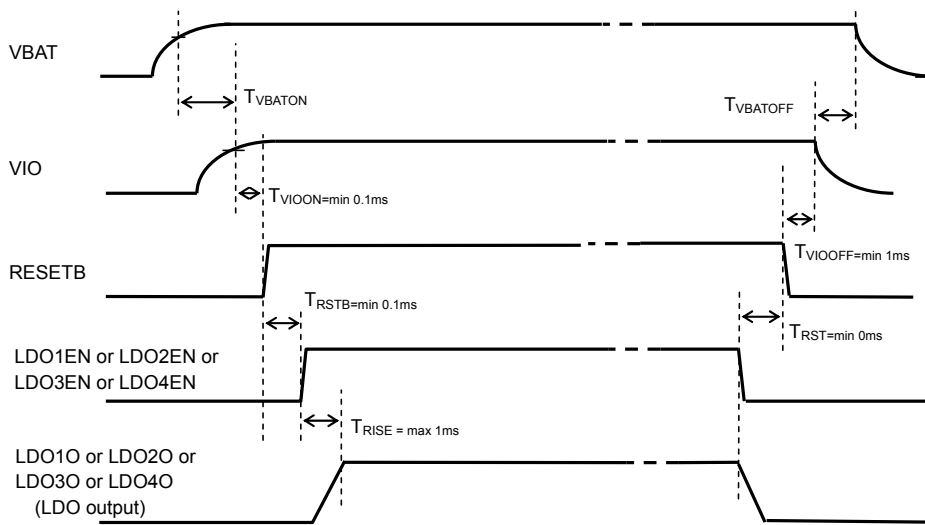 VBAT
TVBATON
TVBATOFF
VIO
TVIOON=min 0.1ms
TVIOOFF=min 1ms
RESETB
TRSTB=min 0.1ms
TRST=min 0ms
LDO1EN or LDO2EN or
LDO3EN or LDO4EN
TRISE = max 1ms
LDO1O or LDO2O or
LDO3O or LDO4O
(LDO output)